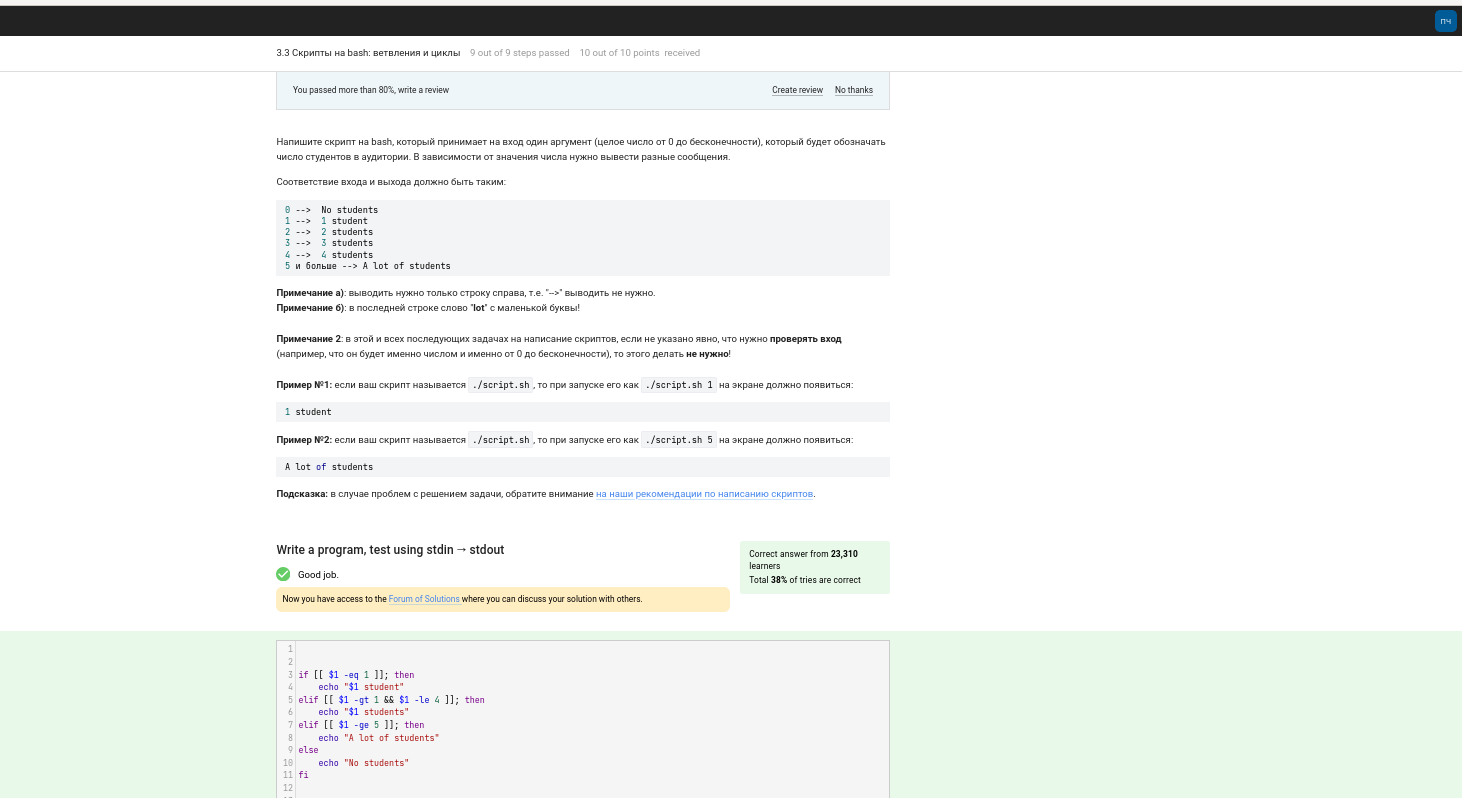 ПЧ
3.3 Скрипты на bash: ветвления и циклы 9 out of 9 steps passed 10 out of 10 points received
You passed more than 80%, write a review Create review No thanks
Напишите скрипт на bash, который принимает на вход один аргумент (целое число от 0 до бесконечности), который будет обозначать
число студентов в аудитории. В зависимости от значения числа нужно вывести разные сообщения.
Соответствие входа и выхода должно быть таким:
0 --> No students
1 --> 1 student
2 --> 2 students
3 --> 3 students
4 --> 4 students
5 и больше --> A lot of students
Примечание а): выводить нужно только строку справа, т.е. "-->" выводить не нужно.
Примечание б): в последней строке слово "lot" с маленькой буквы!
Примечание 2: в этой и всех последующих задачах на написание скриптов, если не указано явно, что нужно проверять вход
(например, что он будет именно числом и именно от 0 до бесконечности), то этого делать не нужно!
Пример №1: если ваш скрипт называется ./script.sh, то при запуске его как ./script.sh 1 на экране должно появиться:
1 student
Пример №2: если ваш скрипт называется ./script.sh, то при запуске его как ./script.sh 5 на экране должно появиться:
A lot of students
Подсказка: в случае проблем с решением задачи, обратите внимание на наши рекомендации по написанию скриптов.
Write a program, test using stdin → stdout
Good job.
Now you have access to the Forum of Solutions where you can discuss your solution with others.
Correct answer from 23,310
learners
Total 38% of tries are correct
1
2
3 if [[ $1 -eq 1 ]]; then
4 echo "$1 student"
5 elif [[ $1 -gt 1 && $1 -le 4 ]]; then
6 echo "$1 students"
7 elif [[ $1 -ge 5 ]]; then
8 echo "A lot of students"
9 else
10 echo "No students"
11 fi
12